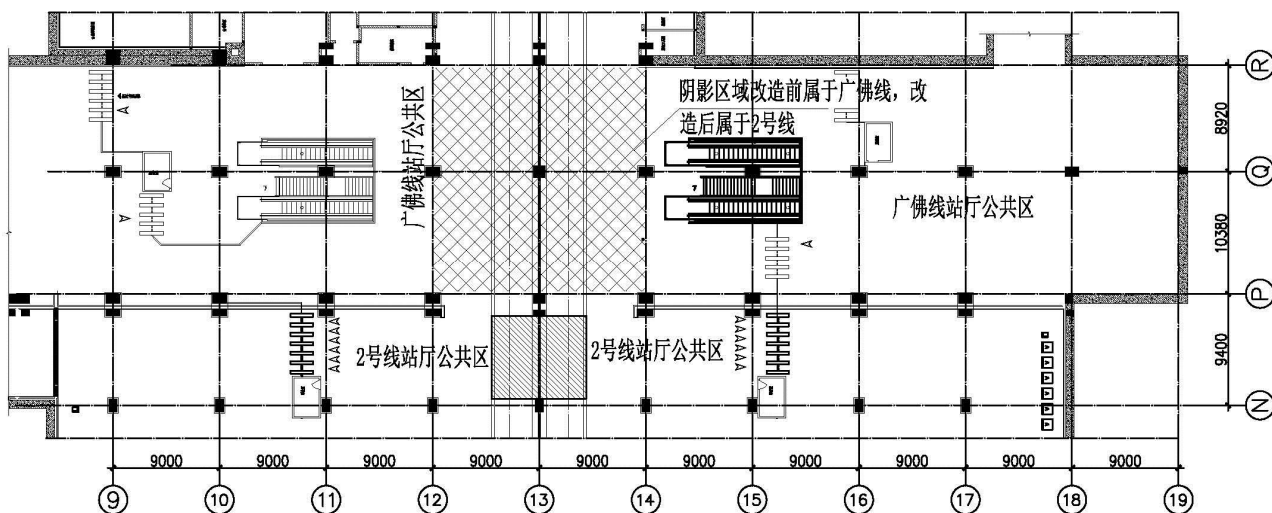 阴影区域改造前属于广佛线，改
造后属于2号线
广佛线站厅公共区
广佛线站厅公共区
2号线站厅公共区
2号线站厅公共区
A
A
A
AAAAAA
AAAAAA
R
8920
Q
10380
P
9400
N
9000 9000 9000 9000 9000 9000 9000 9000 9000 9000
9 10 11 12 13 14 15 16 17 18 19